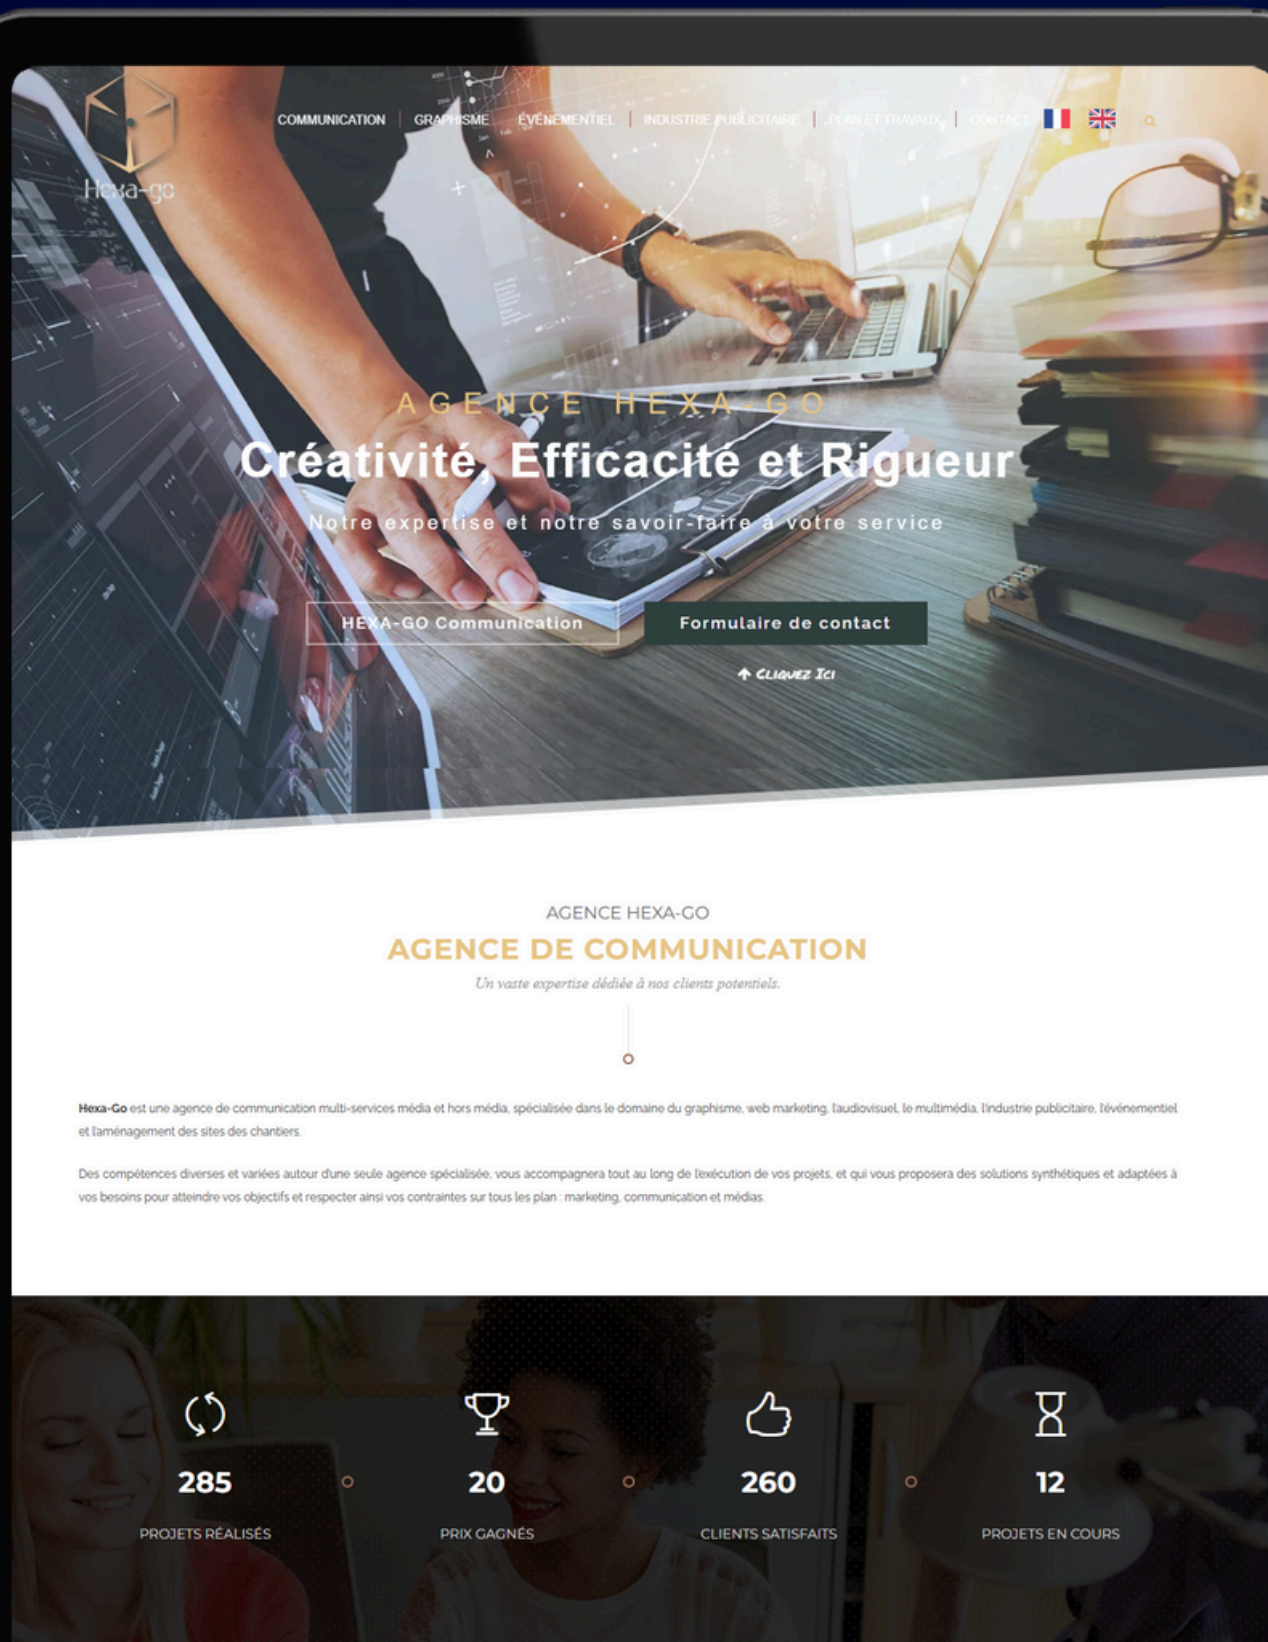 Hexa-go
COMMUNICATION
GRAPHISME
ÉVÉNEMENTIEL
INDUSTRIE PUBLICITAIRE
PLAN ET TRAVAUX
CONTACT
AGENCE HEXA-GO
Créativité, Efficacité et Rigueur
Notre expertise et notre savoir-faire à votre service
HEXA-GO Communication
Formulaire de contact
Cliquez Ici
AGENCE HEXA-GO
AGENCE DE COMMUNICATION
Un vaste expertise dédiée à nos clients potentiels.
Hexa-Go est une agence de communication multi-services média et hors média, spécialisée dans le domaine du graphisme, web marketing, l'audiovisuel, le multimédia, l'industrie publicitaire, l'événementiel
et l'aménagement des sites des chantiers.
Des compétences diverses et variées autour d'une seule agence spécialisée, vous accompagnera tout au long de l'exécution de vos projets, et qui vous proposera des solutions synthétiques et adaptées à
vos besoins pour atteindre vos objectifs et respecter ainsi vos contraintes sur tous les plan : marketing, communication et médias.
285
20
260
12
PROJETS RÉALISÉS
PRIX GAGNÉS
CLIENTS SATISFAITS
PROJETS EN COURS